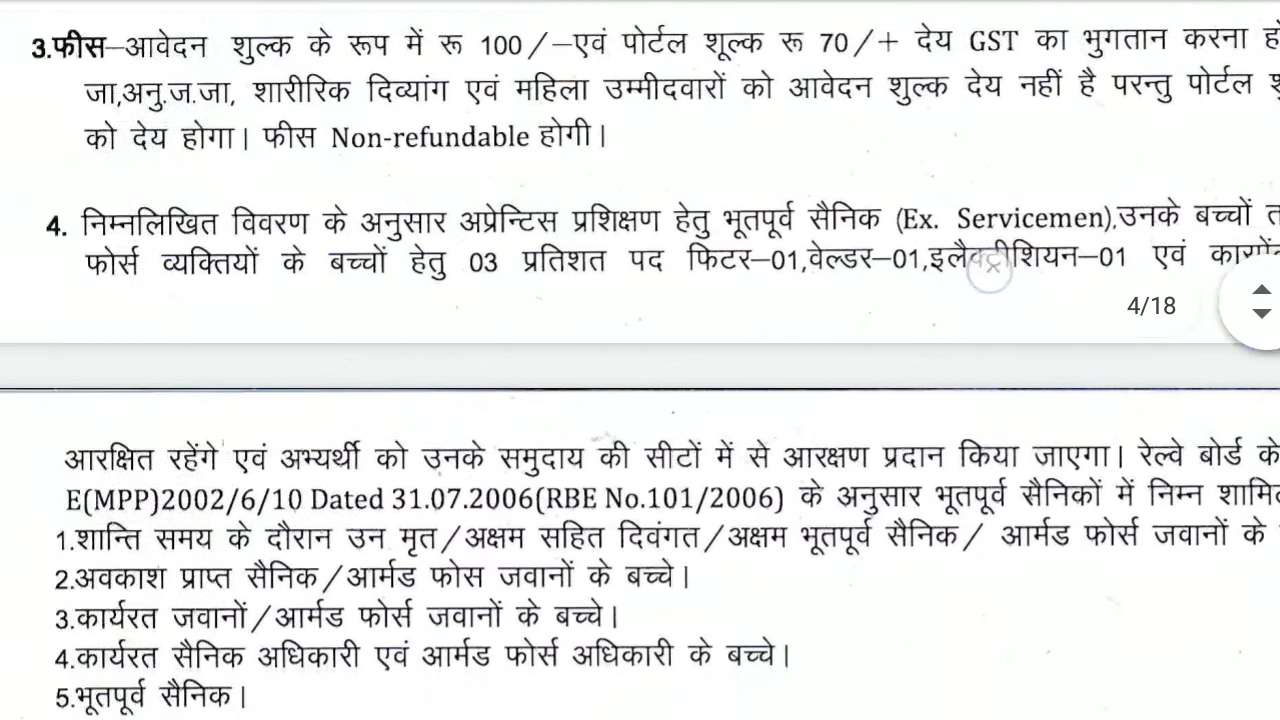 3.फीस–आवेदन शुल्क के रूप में रू 100/–एवं पोर्टल शूल्क रू 70/+ देय GST का भुगतान करना
जा,अनु.ज.जा, शारीरिक दिव्यांग एवं महिला उम्मीदवारों को आवेदन शुल्क देय नहीं है परन्तु पोर्टल
को देय होगा। फीस Non-refundable होगी।
4. निम्नलिखित विवरण के अनुसार अप्रेन्टिस प्रशिक्षण हेतु भूतपूर्व सैनिक (Ex. Servicemen),उनके बच्चों
फोर्स व्यक्तियों के बच्चों हेतु 03 प्रतिशत पद फिटर–01,वेल्डर–01,इलैक्ट्रीशियन–01 एवं
4/18
आरक्षित रहेंगे एवं अभ्यर्थी को उनके समुदाय की सीटों में से आरक्षण प्रदान किया जाएगा। रेल्वे बोर्ड के
E(MPP)2002/6/10 Dated 31.07.2006(RBE No.101/2006) के अनुसार भूतपूर्व सैनिकों में निम्न
1.शान्ति समय के दौरान उन मृत/अक्षम सहित दिवंगत/अक्षम भूतपूर्व सैनिक/ आर्मड फोर्स जवानों के
2.अवकाश प्राप्त सैनिक/आर्मड फोस जवानों के बच्चे।
3.कार्यरत जवानों/आर्मड फोर्स जवानों के बच्चे।
4.कार्यरत सैनिक अधिकारी एवं आर्मड फोर्स अधिकारी के बच्चे।
5.भूतपूर्व सैनिक।